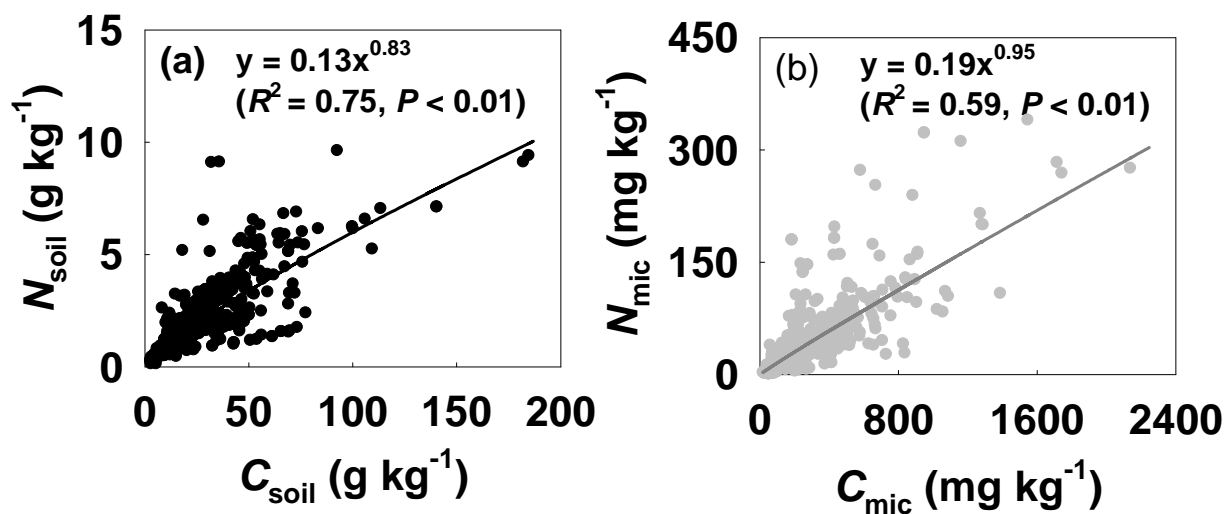 (a) y = 0.13x^0.83
(R² = 0.75, P < 0.01)
15
10
5
0
N_soil (g kg⁻¹)
0 50 100 150 200
C_soil (g kg⁻¹)
(b) y = 0.19x^0.95
(R² = 0.59, P < 0.01)
450
300
150
0
N_mic (mg kg⁻¹)
0 800 1600 2400
C_mic (mg kg⁻¹)